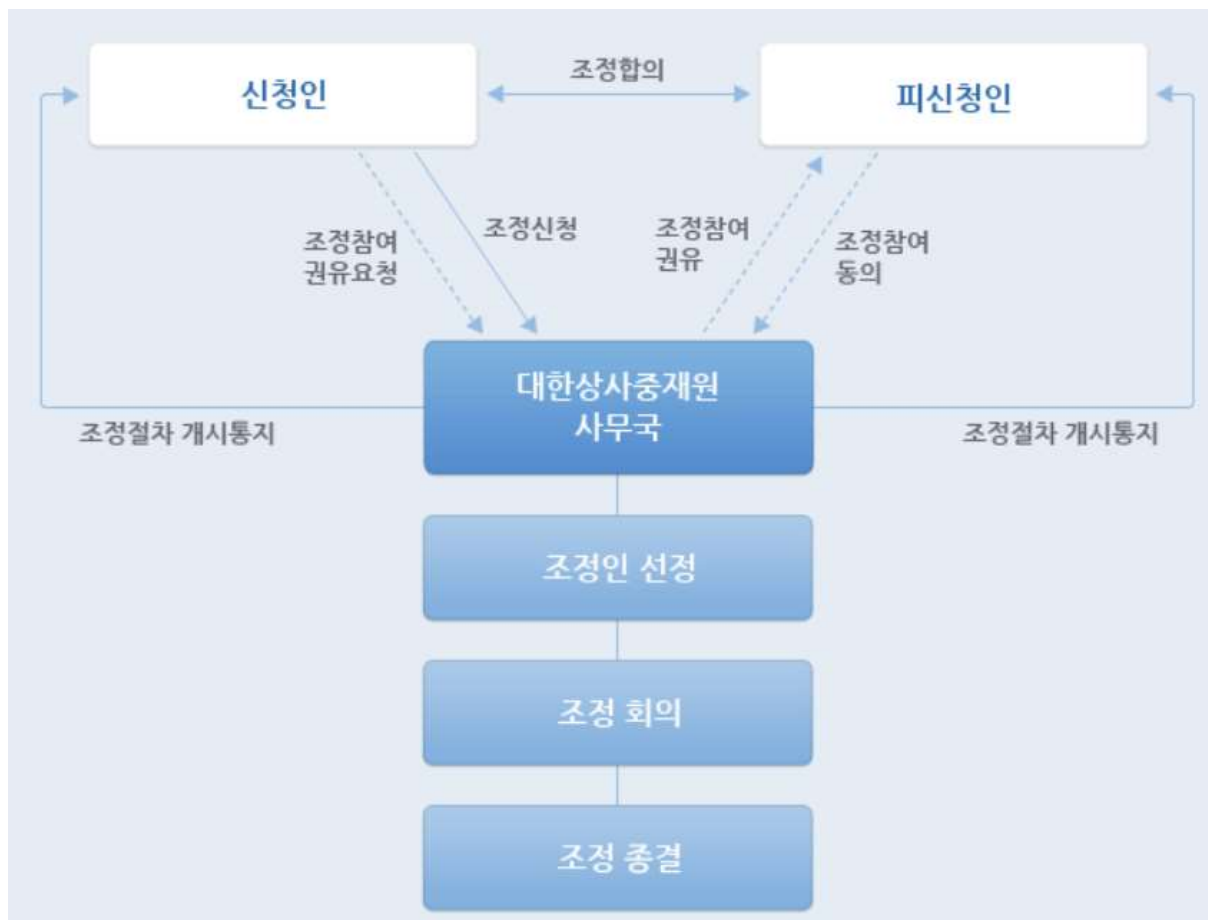 신청인
조정합의
피신청인
조정참여
권유요청
조정신청
조정참여
권유
조정참여
동의
대한상사중재원
사무국
조정절차 개시통지
조정절차 개시통지
조정인 선정
조정 회의
조정 종결